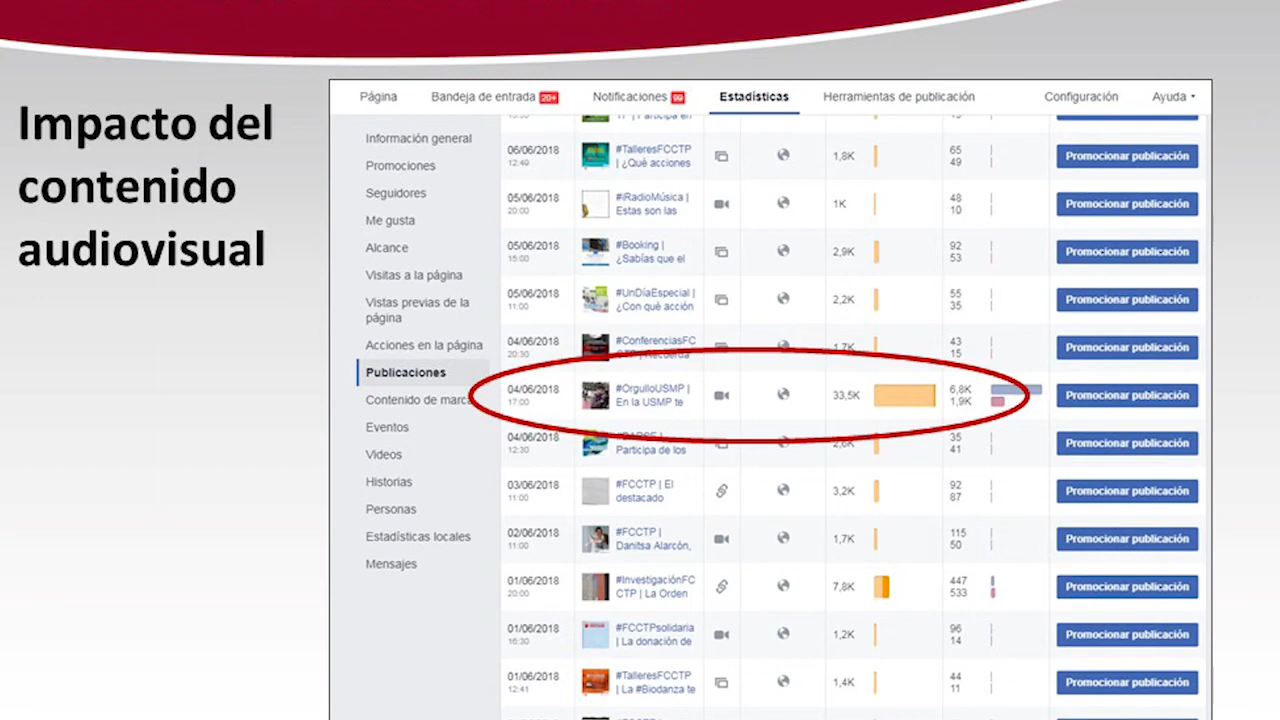 Impacto del
contenido
audiovisual
Página Bandeja de entrada 20+ Notificaciones 99 Estadísticas Herramientas de publicación Configuración Ayuda
Información general
Promociones
Seguidores
Me gusta
Alcance
Visitas a la página
Vistas previas de la
página
Acciones en la página
Publicaciones
Contenido de marca
Eventos
Videos
Historias
Personas
Estadísticas locales
Mensajes
| Participa en
06/06/2018 #TalleresFCCTP 1,8K 65 Promocionar publicación
12:49 | ¿Qué acciones 49
05/06/2018 #iRadioMúsica | 1K 48 Promocionar publicación
20:00 Estas son las 10
05/06/2018 #Booking | 2,9K 92 Promocionar publicación
15:00 ¿Sabías que el 53
05/06/2018 #UnDíaEspecial | 2,2K 55 Promocionar publicación
11:00 ¿Con qué acción 35
04/06/2018 #ConferenciasFC 1,7K 43 Promocionar publicación
20:30 CTP | Recuerda 15
04/06/2018 #OrgulloUSMP | 33,5K 6,8K Promocionar publicación
17:00 En la USMP te 1,9K
04/06/2018 2,6K 35 Promocionar publicación
12:30 Participa de los 41
03/06/2018 #FCCTP | El 3,2K 92 Promocionar publicación
11:00 destacado 87
02/06/2018 #FCCTP | 1,7K 115 Promocionar publicación
11:00 Danitsa Alarcón, 50
01/06/2018 #InvestigaciónFC 7,8K 447 Promocionar publicación
20:00 CTP | La Orden 533
01/06/2018 #FCCTPsolidaria 1,2K 96 Promocionar publicación
16:30 | La donación de 14
01/06/2018 #TalleresFCCTP 1,4K 44 Promocionar publicación
12:41 | La #Biodanza te 11